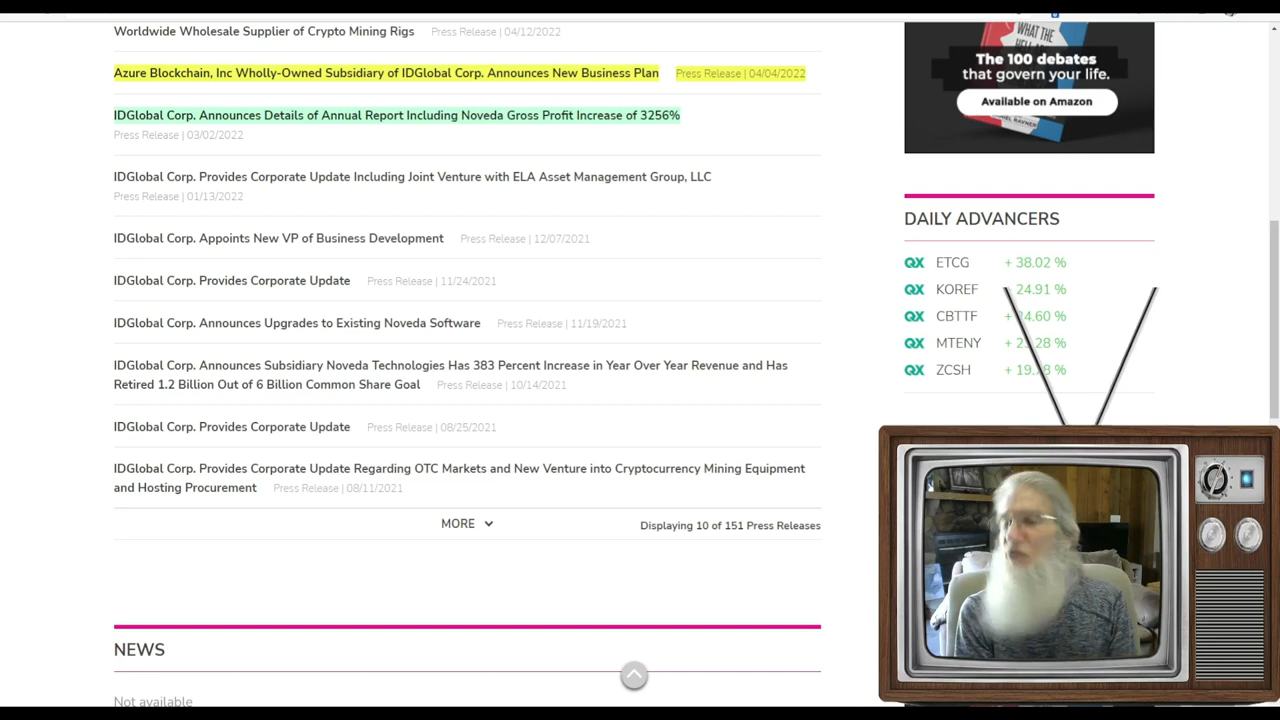 Worldwide Wholesale Supplier of Crypto Mining Rigs Press Release | 04/12/2022
Azure Blockchain, Inc Wholly-Owned Subsidiary of IDGlobal Corp. Announces New Business Plan Press Release | 04/04/2022
IDGlobal Corp. Announces Details of Annual Report Including Noveda Gross Profit Increase of 3256%
Press Release | 03/02/2022
IDGlobal Corp. Provides Corporate Update Including Joint Venture with ELA Asset Management Group, LLC
Press Release | 01/13/2022
IDGlobal Corp. Appoints New VP of Business Development Press Release | 12/07/2021
IDGlobal Corp. Provides Corporate Update Press Release | 11/24/2021
IDGlobal Corp. Announces Upgrades to Existing Noveda Software Press Release | 11/19/2021
IDGlobal Corp. Announces Subsidiary Noveda Technologies Has 383 Percent Increase in Year Over Year Revenue and Has
Retired 1.2 Billion Out of 6 Billion Common Share Goal Press Release | 10/14/2021
IDGlobal Corp. Provides Corporate Update Press Release | 08/25/2021
IDGlobal Corp. Provides Corporate Update Regarding OTC Markets and New Venture into Cryptocurrency Mining Equipment
and Hosting Procurement Press Release | 08/11/2021
MORE Displaying 10 of 151 Press Releases
NEWS
Not available
WHAT THE
The 100 debates
that govern your life.
Available on Amazon
DAILY ADVANCERS
QX ETCG + 38.02 %
QX KOREF 24.91 %
QX CBTTF + 4.60 %
QX MTENY + .28 %
QX ZCSH + 19. %